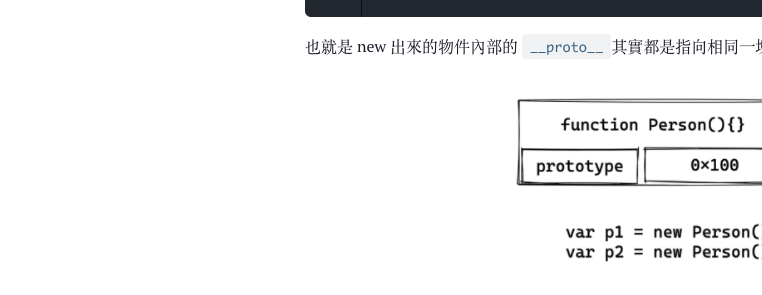 也就是 new 出來的物件內部的 __proto__ 其實都是指向相同一
function Person(){}
prototype 0×100
var p1 = new Person(
var p2 = new Person(